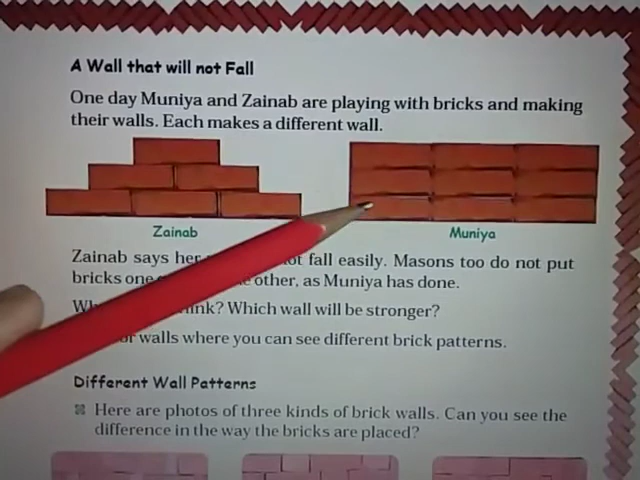 A Wall that will not Fall
One day Muniya and Zainab are playing with bricks and making
their walls. Each makes a different wall.
Zainab
Muniya
Zainab says her fall easily. Masons too do not put
bricks other, as Muniya has done.
think? Which wall will be stronger?
walls where you can see different brick patterns.
Different Wall Patterns
Here are photos of three kinds of brick walls. Can you see the
difference in the way the bricks are placed?